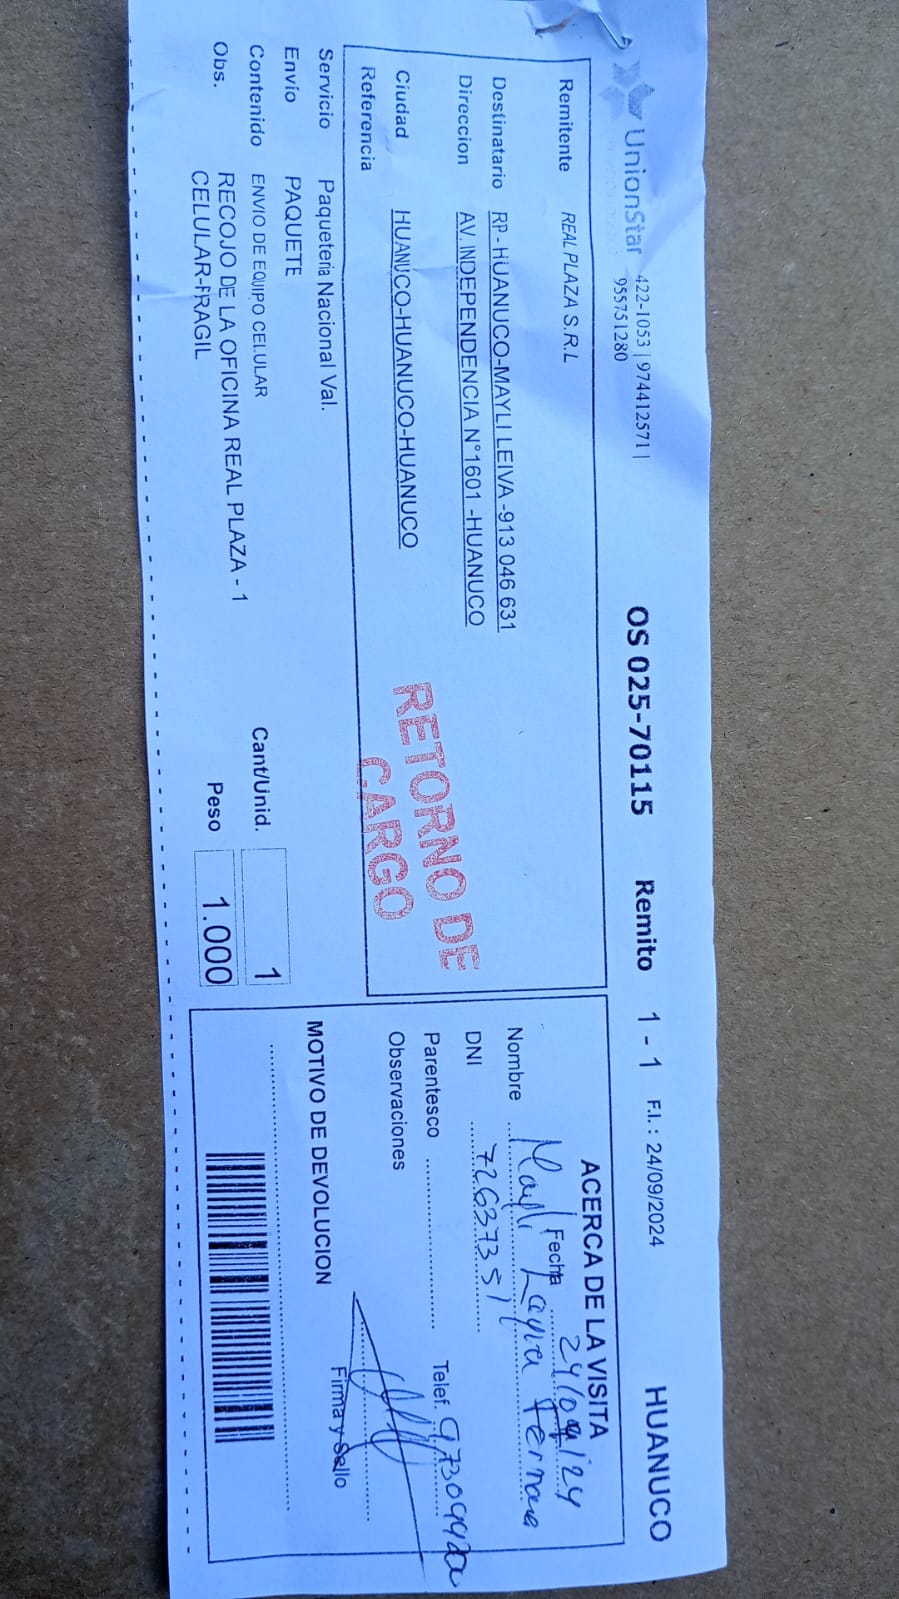 UnionStar 422-1053 | 974412571 |
955751280
OS 025-70115 Remito 1 - 1 F.I.: 24/09/2024 HUANUCO
Remitente REAL PLAZA S.R.L
Destinatario RP - HUANUCO-MAYLI LEIVA -913 046 631
Direccion AV. INDEPENDENCIA N°1601 -HUANUCO
Ciudad HUANUCO-HUANUCO-HUANUCO
Referencia
RETORNO DE
CARGO
Servicio Paqueteria Nacional Val.
Envio PAQUETE
Contenido ENVIO DE EQUIPO CELULAR
Cant/Unid. 1
Obs. RECOJO DE LA OFICINA REAL PLAZA - 1
CELULAR-FRAGIL
Peso 1.000
ACERCA DE LA VISITA
Fecha 24/09/24
Nombre Mayli
DNI 72637351
Parentesco Telef.
Observaciones
Firma y Sello
MOTIVO DE DEVOLUCION